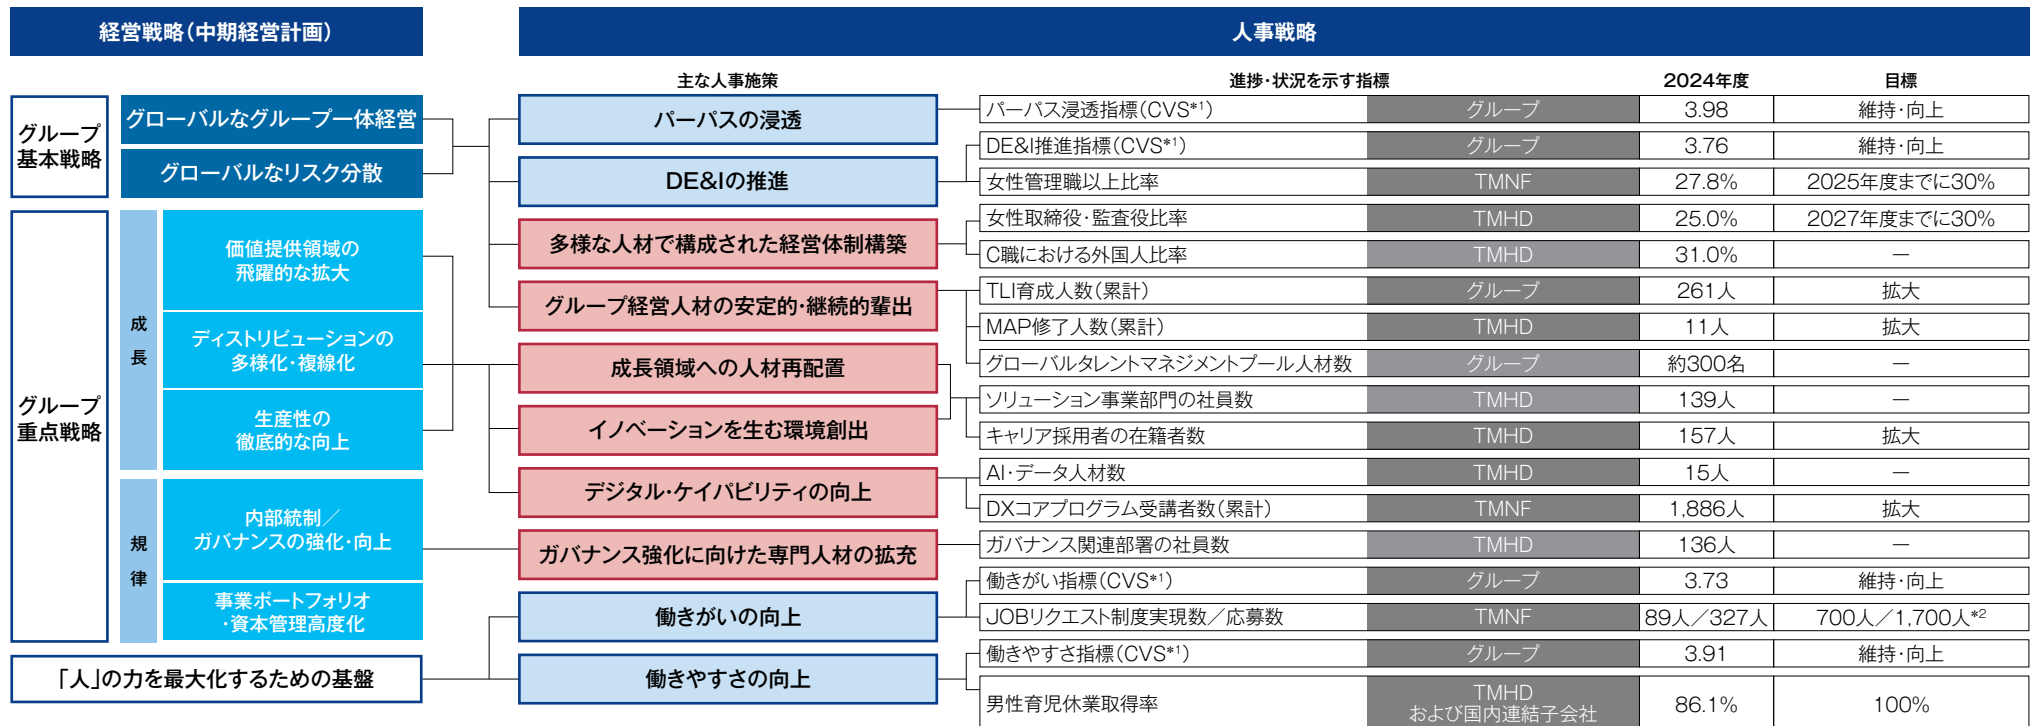 経営戦略（中期経営計画）
人事戦略
主な人事施策
進捗・状況を示す指標
2024年度
目標
グループ
基本戦略
グローバルなグループ一体経営
グローバルなリスク分散
グループ
重点戦略
成
長
価値提供領域の
飛躍的な拡大
ディストリビューションの
多様化・複線化
生産性の
徹底的な向上
規
律
内部統制／
ガバナンスの強化・向上
事業ポートフォリオ
・資本管理高度化
「人」の力を最大化するための基盤
パーパスの浸透
DE&Iの推進
多様な人材で構成された経営体制構築
グループ経営人材の安定的・継続的輩出
成長領域への人材再配置
イノベーションを生む環境創出
デジタル・ケイパビリティの向上
ガバナンス強化に向けた専門人材の拡充
働きがいの向上
働きやすさの向上
パーパス浸透指標（CVS*1） グループ 3.98 維持・向上
DE&I推進指標（CVS*1） グループ 3.76 維持・向上
女性管理職以上比率 TMNF 27.8% 2025年度までに30%
女性取締役・監査役比率 TMHD 25.0% 2027年度までに30%
C職における外国人比率 TMHD 31.0% －
TLI育成人数（累計） グループ 261人 拡大
MAP修了人数（累計） TMHD 11人 拡大
グローバルタレントマネジメントプール人材数 グループ 約300名 －
ソリューション事業部門の社員数 TMHD 139人 －
キャリア採用者の在籍者数 TMHD 157人 拡大
AI・データ人材数 TMHD 15人 －
DXコアプログラム受講者数（累計） TMNF 1,886人 拡大
ガバナンス関連部署の社員数 TMHD 136人 －
働きがい指標（CVS*1） グループ 3.73 維持・向上
JOBリクエスト制度実現数／応募数 TMNF 89人／327人 700人／1,700人*2
働きやすさ指標（CVS*1） グループ 3.91 維持・向上
男性育児休業取得率 TMHD
および国内連結子会社 86.1% 100%